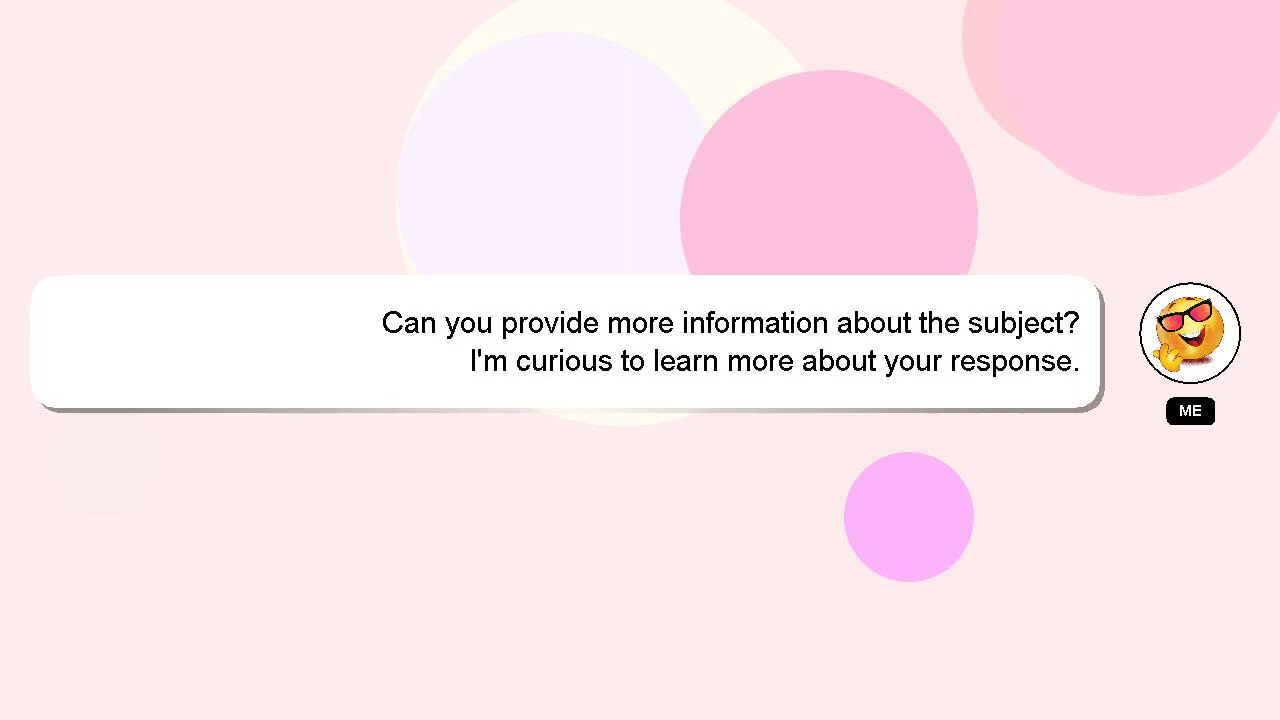 Can you provide more information about the subject?
I'm curious to learn more about your response.
ME